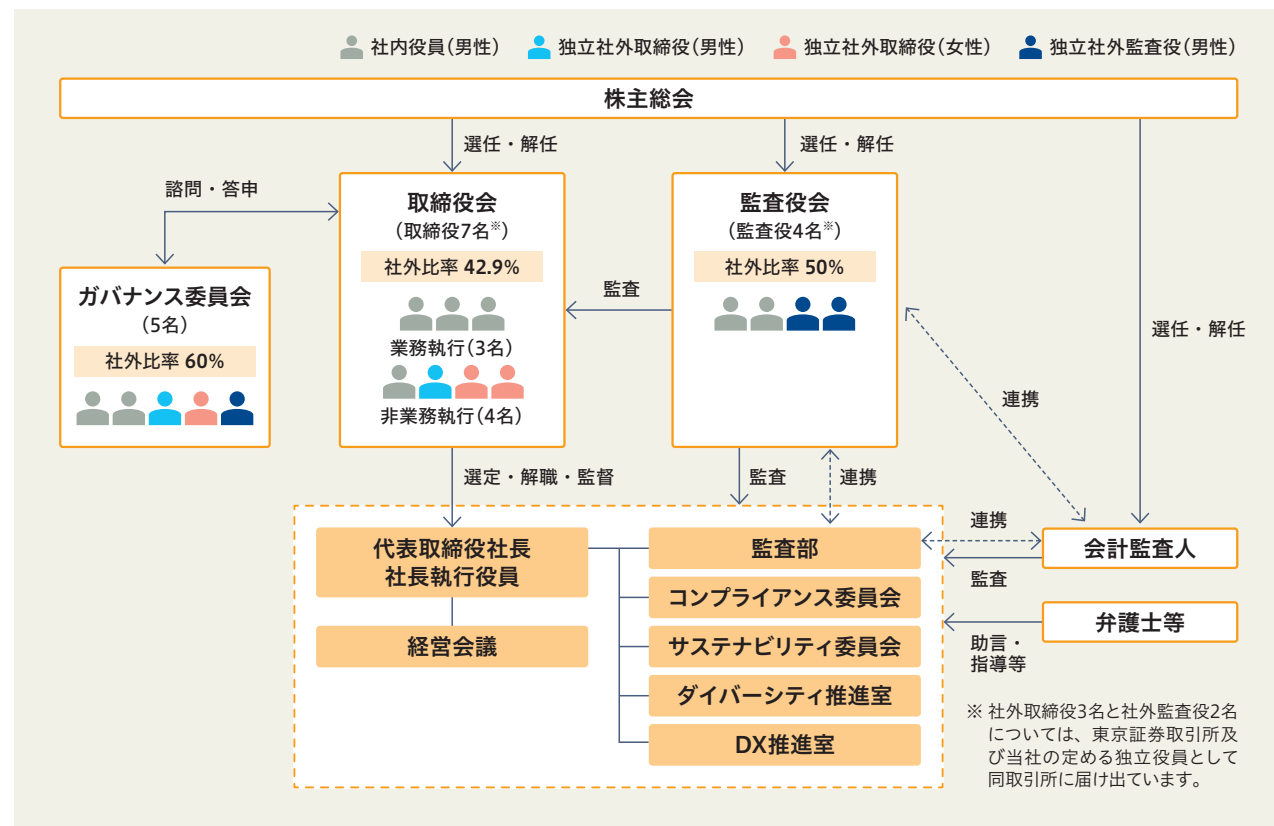 社内役員(男性)
独立社外取締役(男性)
独立社外取締役(女性)
独立社外監査役(男性)
株主総会
選任・解任
選任・解任
諮問・答申
取締役会
(取締役7名※)
社外比率 42.9%
業務執行(3名)
非業務執行(4名)
監査役会
(監査役4名※)
社外比率 50%
監査
ガバナンス委員会
(5名)
社外比率 60%
選任・解任
連携
選定・解職・監督
監査
連携
代表取締役社長
社長執行役員
経営会議
監査部
コンプライアンス委員会
サステナビリティ委員会
ダイバーシティ推進室
DX推進室
連携
監査
会計監査人
弁護士等
助言・
指導等
※ 社外取締役3名と社外監査役2名
については、東京証券取引所及
び当社の定める独立役員として
同取引所に届け出ています。